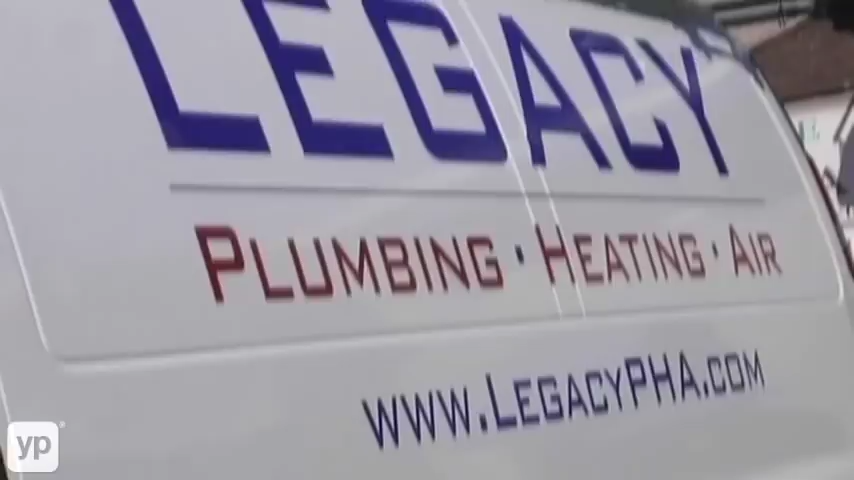 LEGACY
PLUMBING · HEATING · AIR
WWW.LEGACYPHA.COM
yp